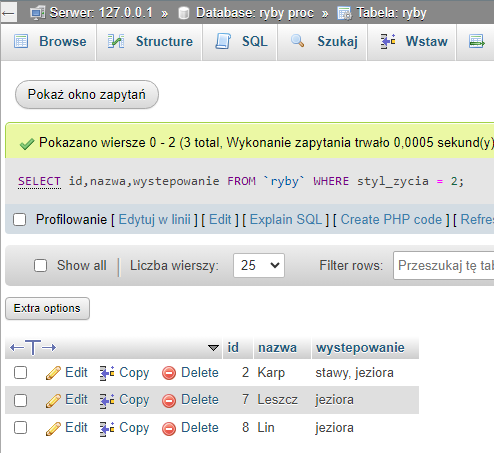 Serwer: 127.0.0.1 » Database: ryby proc » Tabela: ryby
Browse Structure SQL Szukaj Wstaw
Pokaż okno zapytań
Pokazano wiersze 0 - 2 (3 total, Wykonanie zapytania trwało 0,0005 sekund(y)
SELECT id,nazwa,wystepowanie FROM `ryby` WHERE styl_zycia = 2;
Profilowanie [ Edytuj w linii ] [ Edit ] [ Explain SQL ] [ Create PHP code ] [ Refres
Show all Liczba wierszy: 25 Filter rows: Przeszukaj tę tab
Extra options
id nazwa wystepowanie
Edit Copy Delete 2 Karp stawy, jeziora
Edit Copy Delete 7 Leszcz jeziora
Edit Copy Delete 8 Lin jeziora